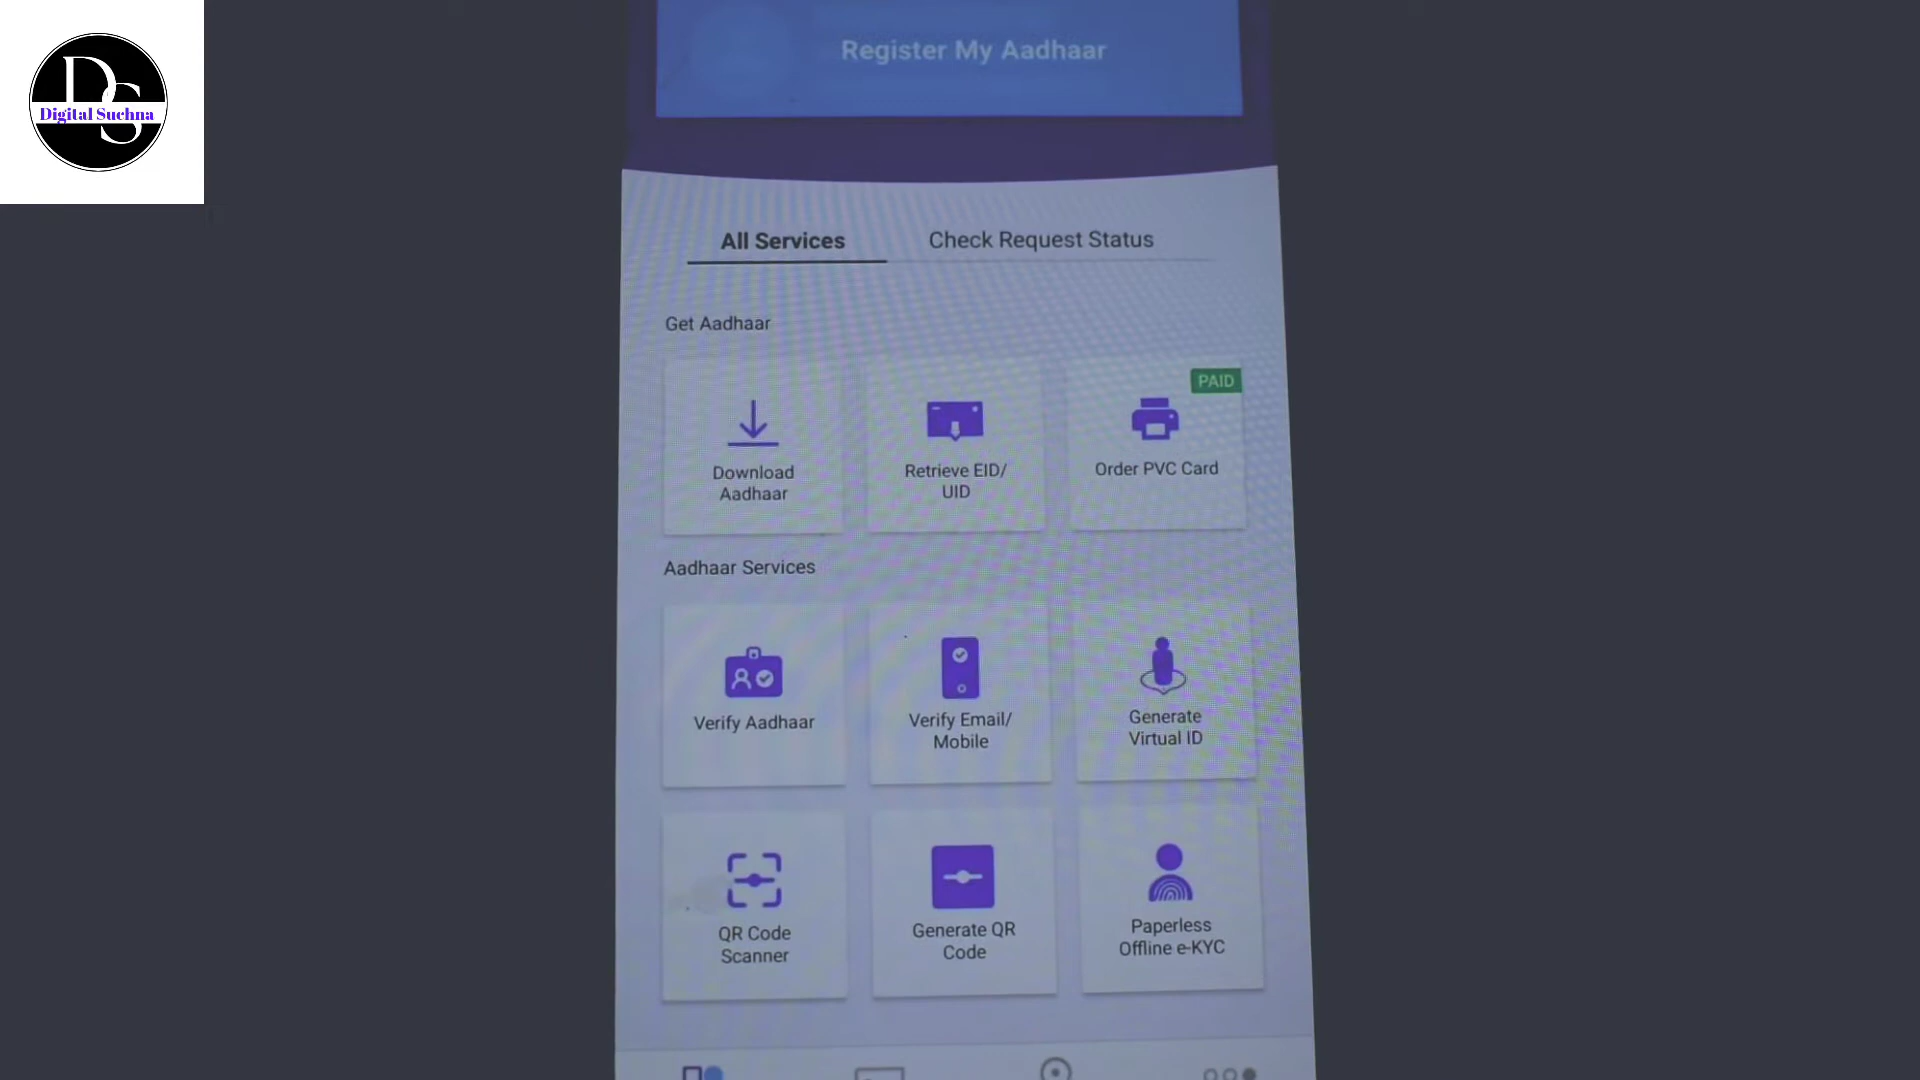 Digital Suchna
DS
Register My Aadhaar
All Services
Check Request Status
Get Aadhaar
PAID
Download
Aadhaar
Retrieve EID/
UID
Order PVC Card
Aadhaar Services
Verify Aadhaar
Verify Email/
Mobile
Generate
Virtual ID
QR Code
Scanner
Generate QR
Code
Paperless
Offline e-KYC